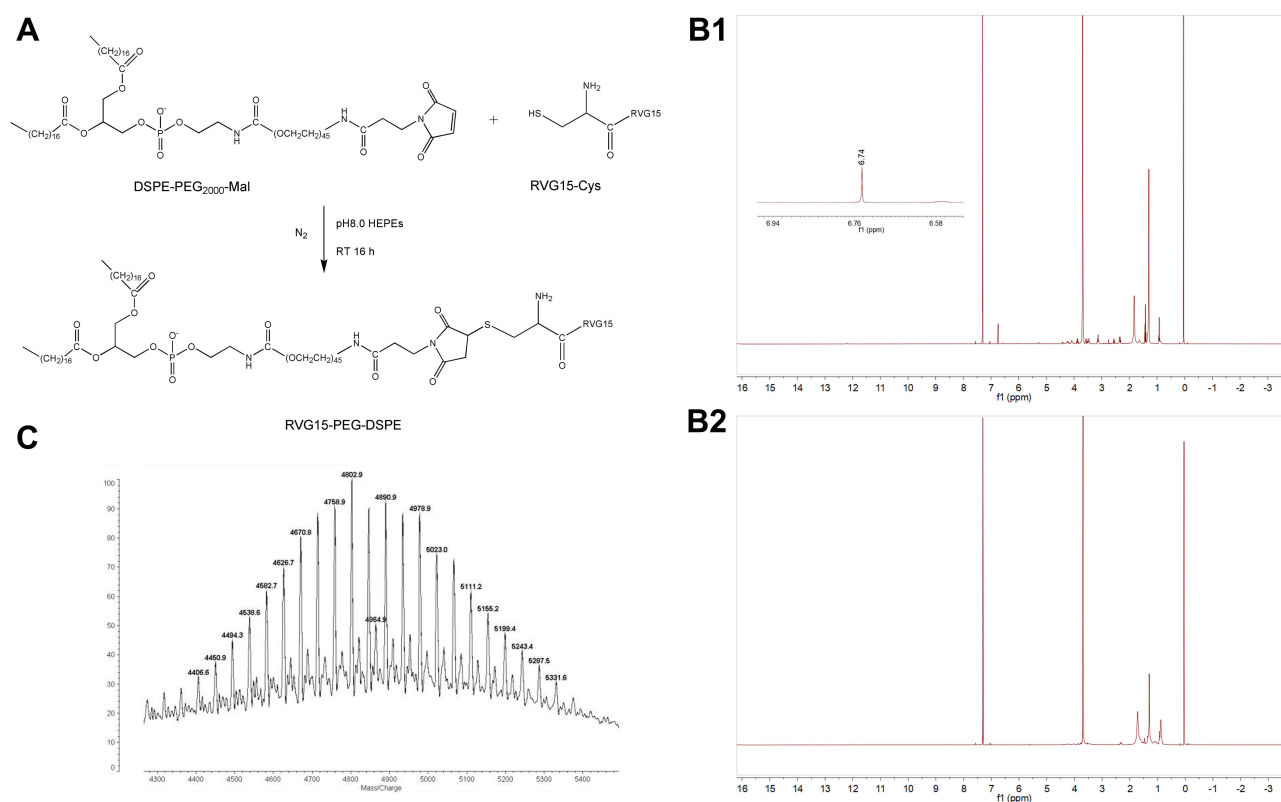 A
(CH2)16
O
C
O
O
O-
H
N
O
O
O
O
O
P
O
N
H
O
(OCH2CH2)45
O
N
(H2C)16
O
O
+
NH2
HS
RVG15
O
DSPE-PEG2000-Mal
RVG15-Cys
N2
pH8.0 HEPEs
RT 16 h
(CH2)16
O
C
O
O
O-
O
H
N
O
N
O
S
NH2
RVG15
C
O
O
O
P
O
N
H
O
OCH2CH2)45
O
O
(H2C)16
O
RVG15-PEG-DSPE
B1
6.74
6.94
6.76
6.58
f1 (ppm)
16 15 14 13 12 11 10 9 8 7 6 5 4 3 2 1 0 -1 -2 -3
f1 (ppm)
B2
16 15 14 13 12 11 10 9 8 7 6 5 4 3 2 1 0 -1 -2 -3
f1 (ppm)
C
100
90
80
70
60
50
40
30
20
10
0
4406.6
4450.9
4494.3
4538.6
4582.7
4626.7
4670.8
4758.9
4802.9
4864.9
4890.9
4978.9
5023.0
5111.2
5155.2
5199.4
5243.4
5287.5
5331.6
4300 4400 4500 4600 4700 4800 4900 5000 5100 5200 5300 5400
Mass/Charge